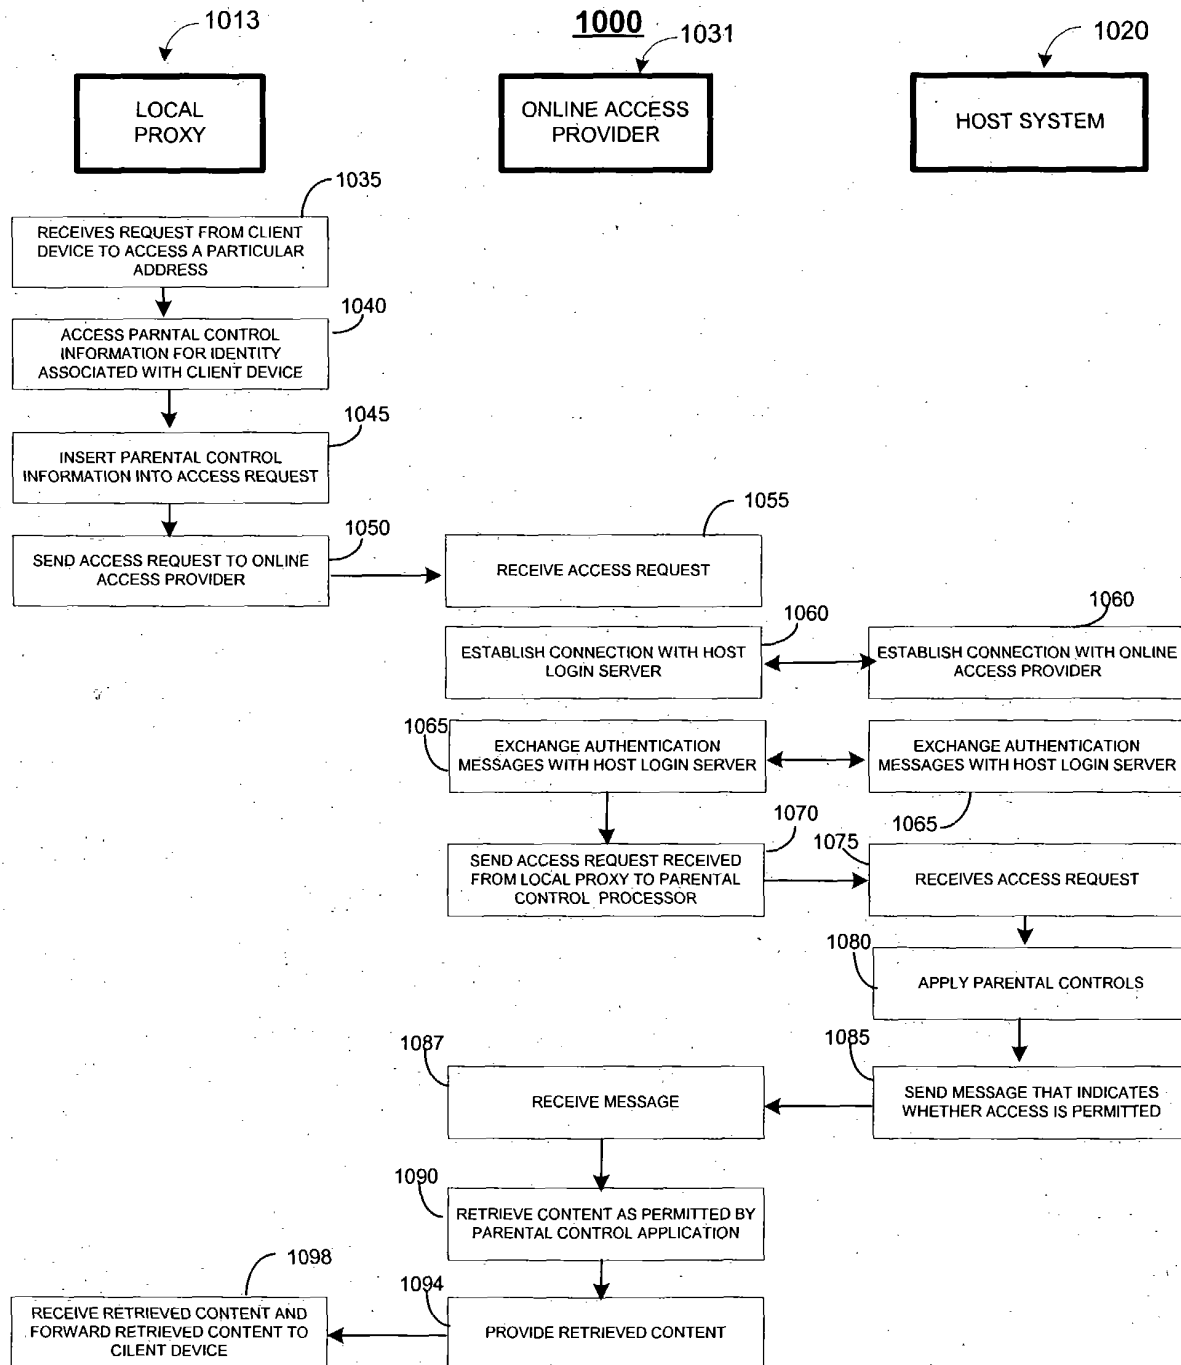 1000
1013
1031
1020
LOCAL
PROXY
ONLINE ACCESS
PROVIDER
HOST SYSTEM
1035
RECEIVES REQUEST FROM CLIENT
DEVICE TO ACCESS A PARTICULAR
ADDRESS
1040
ACCESS PARNTAL CONTROL
INFORMATION FOR IDENTITY
ASSOCIATED WITH CLIENT DEVICE
1045
INSERT PARENTAL CONTROL
INFORMATION INTO ACCESS REQUEST
1050
SEND ACCESS REQUEST TO ONLINE
ACCESS PROVIDER
1055
RECEIVE ACCESS REQUEST
1060
ESTABLISH CONNECTION WITH HOST
LOGIN SERVER
1060
ESTABLISH CONNECTION WITH ONLINE
ACCESS PROVIDER
1065
EXCHANGE AUTHENTICATION
MESSAGES WITH HOST LOGIN SERVER
EXCHANGE AUTHENTICATION
MESSAGES WITH HOST LOGIN SERVER
1065
1070
SEND ACCESS REQUEST RECEIVED
FROM LOCAL PROXY TO PARENTAL
CONTROL PROCESSOR
1075
RECEIVES ACCESS REQUEST
1080
APPLY PARENTAL CONTROLS
1085
SEND MESSAGE THAT INDICATES
WHETHER ACCESS IS PERMITTED
1087
RECEIVE MESSAGE
1090
RETRIEVE CONTENT AS PERMITTED BY
PARENTAL CONTROL APPLICATION
1094
PROVIDE RETRIEVED CONTENT
1098
RECEIVE RETRIEVED CONTENT AND
FORWARD RETRIEVED CONTENT TO
CILENT DEVICE